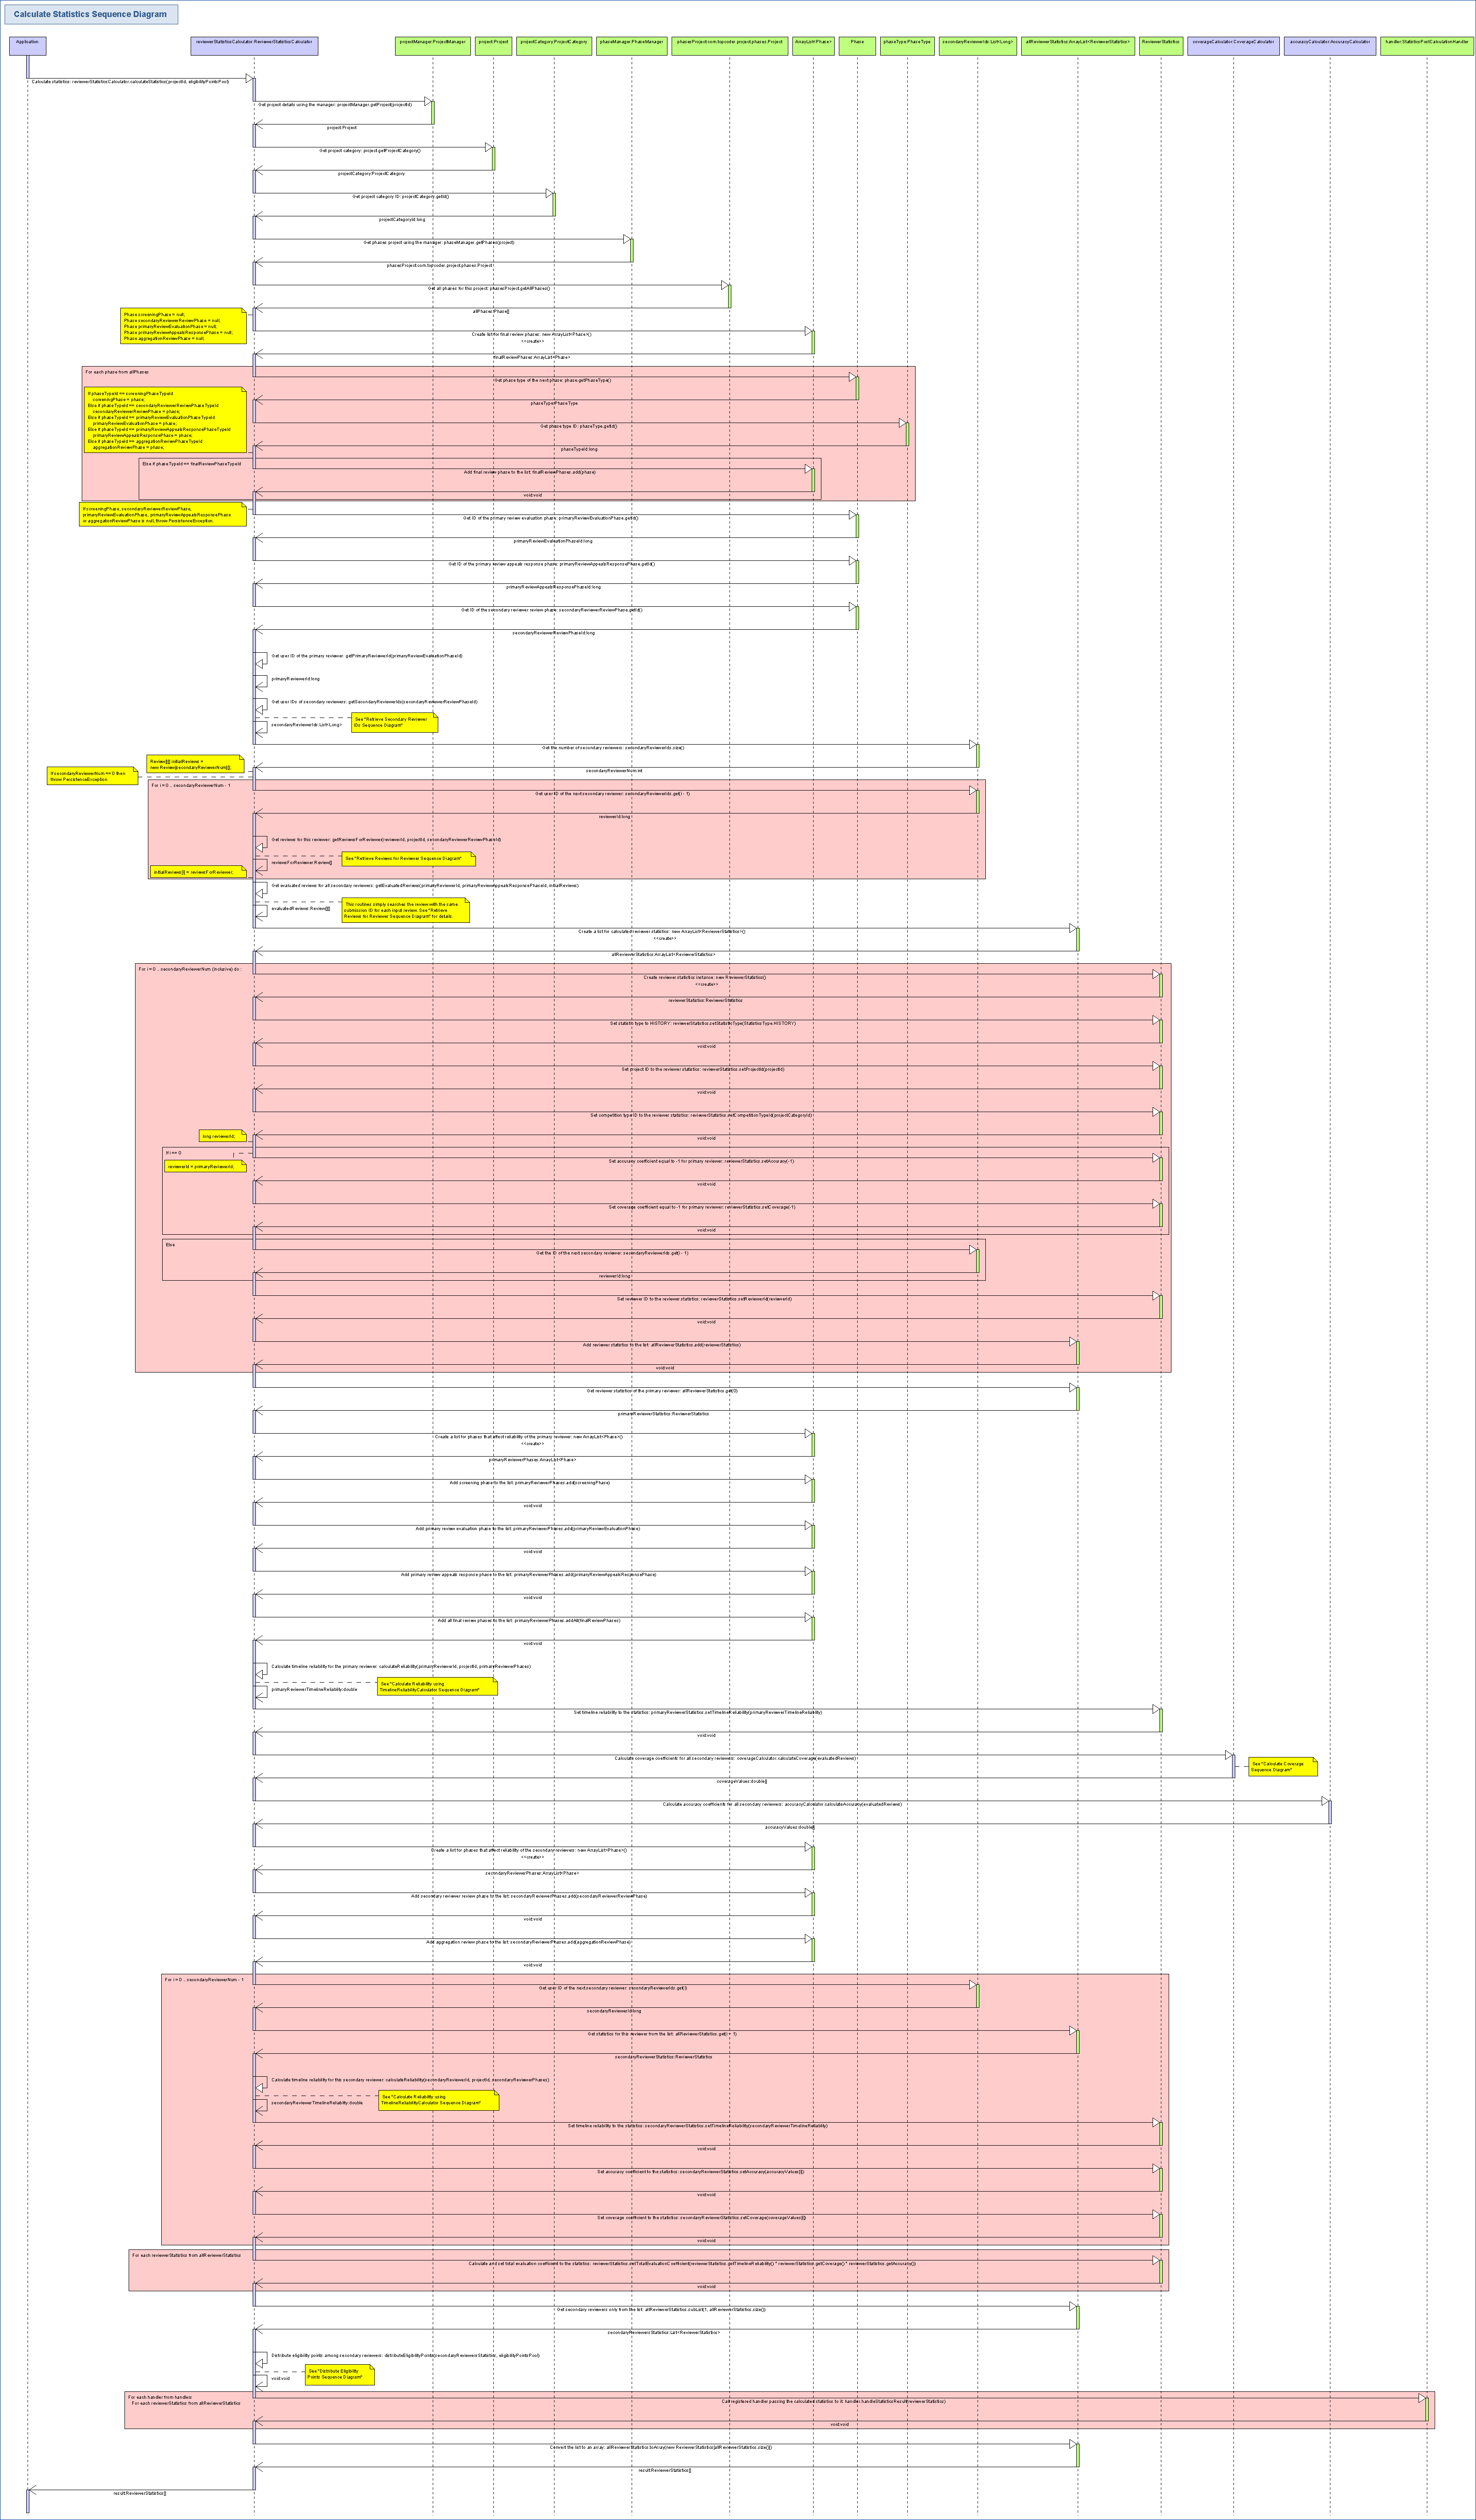 Calculate Statistics Sequence Diagram
Application
reviewerStatisticsCalculator:ReviewerStatisticsCalculator
projectManager:ProjectManager
project:Project
projectCategory:ProjectCategory
phaseManager:PhaseManager
phasesProject:com.topcoder.project.phases.Project
ArrayList<Phase>
Phase
phaseType:PhaseType
secondaryReviewerIds:List<Long>
allReviewerStatistics:ArrayList<ReviewerStatistics>
ReviewerStatistics
coverageCalculator:CoverageCalculator
accuracyCalculator:AccuracyCalculator
handler:StatisticsPostCalculationHandler
Calculate statistics: reviewerStatisticsCalculator.calculateStatistics(projectId, eligibilityPointsPool)
Get project details using the manager: projectManager.getProject(projectId)
project:Project
Get project category: project.getProjectCategory()
projectCategory:ProjectCategory
Get project category ID: projectCategory.getId()
projectCategoryId:long
Get phases project using the manager: phaseManager.getPhases(project)
phasesProject:com.topcoder.project.phases.Project
Get all phases for this project: phasesProject.getAllPhases()
allPhases:Phase[]
Phase screeningPhase = null;
Phase secondaryReviewerReviewPhase = null;
Phase primaryReviewEvaluationPhase = null;
Phase primaryReviewAppealsResponsePhase = null;
Phase aggregationReviewPhase = null;
Create list for final review phases: new ArrayList<Phase>()
<<create>>
finalReviewPhases:ArrayList<Phase>
For each phase from allPhases
Get phase type of the next phase: phase.getPhaseType()
If phaseTypeId == screeningPhaseTypeId
screeningPhase = phase;
Else if phaseTypeId == secondaryReviewerReviewPhaseTypeId
secondaryReviewerReviewPhase = phase;
Else if phaseTypeId == primaryReviewEvaluationPhaseTypeId
primaryReviewEvaluationPhase = phase;
Else if phaseTypeId == primaryReviewAppealsResponsePhaseTypeId
primaryReviewAppealsResponsePhase = phase;
Else if phaseTypeId == aggregationReviewPhaseTypeId
aggregationReviewPhase = phase;
phaseType:PhaseType
Get phase type ID: phaseType.getId()
phaseTypeId:long
Else if phaseTypeId == finalReviewPhaseTypeId
Add final review phase to the list: finalReviewPhases.add(phase)
void:void
If screeningPhase, secondaryReviewerReviewPhase,
primaryReviewEvaluationPhase, primaryReviewAppealsResponsePhase
or aggregationReviewPhase is null, throw PersistenceException.
Get ID of the primary review evaluation phase: primaryReviewEvaluationPhase.getId()
primaryReviewEvaluationPhaseId:long
Get ID of the primary review appeals response phase: primaryReviewAppealsResponsePhase.getId()
primaryReviewAppealsResponsePhaseId:long
Get ID of the secondary reviewer review phase: secondaryReviewerReviewPhase.getId()
secondaryReviewerReviewPhaseId:long
Get user ID of the primary reviewer: getPrimaryReviewerId(primaryReviewEvaluationPhaseId)
primaryReviewerId:long
Get user IDs of secondary reviewers: getSecondaryReviewerIds(secondaryReviewerReviewPhaseId)
See "Retrieve Secondary Reviewer
IDs Sequence Diagram"
secondaryReviewerIds:List<Long>
Get the number of secondary reviewers: secondaryReviewerIds.size()
Review[][] initialReviews =
new Review[secondaryReviewerNum][];
secondaryReviewerNum:int
If secondaryReviewerNum == 0 then
throw PersistenceException
For i = 0 .. secondaryReviewerNum - 1
Get user ID of the next secondary reviewer: secondaryReviewerIds.get(i - 1)
reviewerId:long
Get reviews for this reviewer: getReviewsForReviewer(reviewerId, projectId, secondaryReviewerReviewPhaseId)
See "Retrieve Reviews for Reviewer Sequence Diagram"
reviewsForReviewer:Review[]
initialReviews[i] = reviewsForReviewer;
Get evaluated reviews for all secondary reviewers: getEvaluatedReviews(primaryReviewerId, primaryReviewAppealsResponsePhaseId, initialReviews)
This routines simply searches the review with the same
submission ID for each input review. See "Retrieve
Reviews for Reviewer Sequence Diagram" for details.
evaluatedReviews:Review[][]
Create a list for calculated reviewer statistics: new ArrayList<ReviewerStatistics>()
<<create>>
allReviewerStatistics:ArrayList<ReviewerStatistics>
For i = 0 .. secondaryReviewerNum (inclusive) do :
Create reviewer statistics instance: new ReviewerStatistics()
<<create>>
reviewerStatistics:ReviewerStatistics
Set statistic type to HISTORY: reviewerStatistics.setStatisticsType(StatisticsType.HISTORY)
void:void
Set project ID to the reviewer statistics: reviewerStatistics.setProjectId(projectId)
void:void
Set competition type ID to the reviewer statistics: reviewerStatistics.setCompetitionTypeId(projectCategoryId)
long reviewerId;
void:void
If i == 0
reviewerId = primaryReviewerId;
Set accuracy coefficient equal to -1 for primary reviewer: reviewerStatistics.setAccuracy(-1)
void:void
Set coverage coefficient equal to -1 for primary reviewer: reviewerStatistics.setCoverage(-1)
void:void
Else
Get the ID of the next secondary reviewer: secondaryReviewerIds.get(i - 1)
reviewerId:long
Set reviewer ID to the reviewer statistics: reviewerStatistics.setReviewerId(reviewerId)
void:void
Add reviewer statistics to the list: allReviewerStatistics.add(reviewerStatistics)
void:void
Get reviewer statistics of the primary reviewer: allReviewerStatistics.get(0)
primaryReviewerStatistics:ReviewerStatistics
Create a list for phases that affect reliability of the primary reviewer: new ArrayList<Phase>()
<<create>>
primaryReviewerPhases:ArrayList<Phase>
Add screening phase to the list: primaryReviewerPhases.add(screeningPhase)
void:void
Add primary review evaluation phase to the list: primaryReviewerPhases.add(primaryReviewEvaluationPhase)
void:void
Add primary review appeals response phase to the list: primaryReviewerPhases.add(primaryReviewAppealsResponsePhase)
void:void
Add all final review phases to the list: primaryReviewerPhases.addAll(finalReviewPhases)
void:void
Calculate timeline reliability for the primary reviewer: calculateReliability(primaryReviewerId, projectId, primaryReviewerPhases)
See "Calculate Reliability using
TimelineReliabilityCalculator Sequence Diagram"
primaryReviewerTimelineReliability:double
Set timeline reliability to the statistics: primaryReviewerStatistics.setTimelineReliability(primaryReviewerTimelineReliability)
void:void
Calculate coverage coefficients for all secondary reviewers: coverageCalculator.calculateCoverage(evaluatedReviews)
See "Calculate Coverage
Sequence Diagram"
coverageValues:double[]
Calculate accuracy coefficients for all secondary reviewers: accuracyCalculator.calculateAccuracy(evaluatedReviews)
accuracyValues:double[]
Create a list for phases that affect reliability of the secondary reviewers: new ArrayList<Phase>()
<<create>>
secondaryReviewerPhases:ArrayList<Phase>
Add secondary reviewer review phase to the list: secondaryReviewerPhases.add(secondaryReviewerReviewPhase)
void:void
Add aggregation review phase to the list: secondaryReviewerPhases.add(aggregationReviewPhase)
void:void
For i = 0 .. secondaryReviewerNum - 1
Get user ID of the next secondary reviewer: secondaryReviewerIds.get(i)
secondaryReviewerId:long
Get statistics for this reviewer from the list: allReviewerStatistics.get(i + 1)
secondaryReviewerStatistics:ReviewerStatistics
Calculate timeline reliability for this secondary reviewer: calculateReliability(secondaryReviewerId, projectId, secondaryReviewerPhases)
See "Calculate Reliability using
TimelineReliabilityCalculator Sequence Diagram"
secondaryReviewerTimelineReliability:double
Set timeline reliability to the statistics: secondaryReviewerStatistics.setTimelineReliability(secondaryReviewerTimelineReliability)
void:void
Set accuracy coefficient to the statistics: secondaryReviewerStatistics.setAccuracy(accuracyValues[i])
void:void
Set coverage coefficient to the statistics: secondaryReviewerStatistics.setCoverage(coverageValues[i])
void:void
For each reviewerStatistics from allReviewerStatistics
Calculate and set total evaluation coefficient to the statistics: reviewerStatistics.setTotalEvaluationCoefficient(reviewerStatistics.getTimelineReliability() * reviewerStatistics.getCoverage() * reviewerStatistics.getAccuracy())
void:void
Get secondary reviewers only from the list: allReviewerStatistics.subList(1, allReviewerStatistics.size())
secondaryReviewersStatistics:List<ReviewerStatistics>
Distribute eligibility points among secondary reviewers: distributeEligibilityPoints(secondaryReviewersStatistics, eligibilityPointsPool)
See "Distribute Eligibility
Points Sequence Diagram"
void:void
For each handler from handlers
For each reviewerStatistics from allReviewerStatistics
Call registered handler passing the calculated statistics to it: handler.handleStatisticsResult(reviewerStatistics)
void:void
Convert the list to an array: allReviewerStatistics.toArray(new ReviewerStatistics[allReviewerStatistics.size()])
result:ReviewerStatistics[]
result:ReviewerStatistics[]